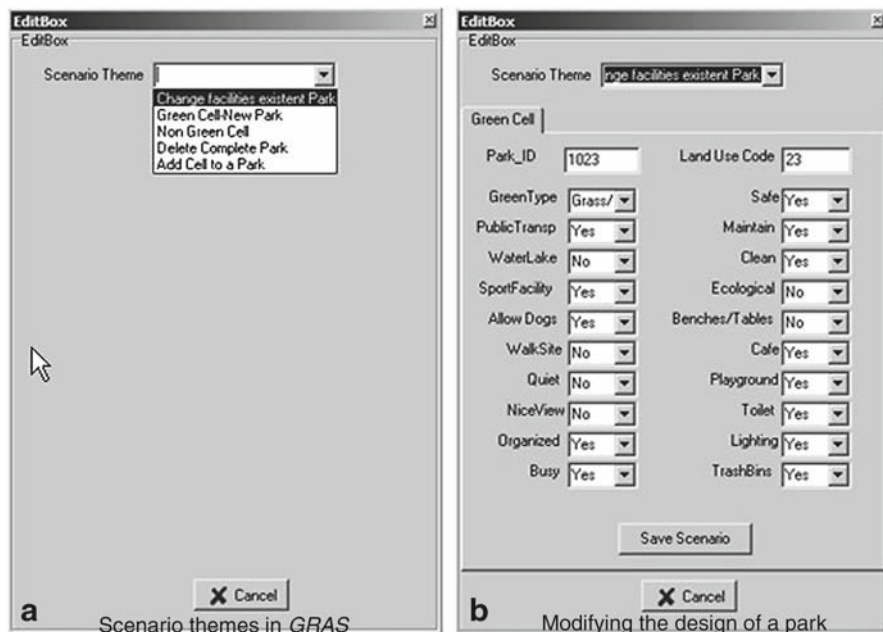 EditBox
EditBox
Scenario Theme
Change facilities existent Park
Green Cell-New Park
Non Green Cell
Delete Complete Park
Add Cell to a Park
Cancel
a
Scenario themes in GRAS
EditBox
EditBox
Scenario Theme nge facilities existent Park
Green Cell
Park_ID 1023 Land Use Code 23
GreenType Grass/ Safe Yes
PublicTransp Yes Maintain Yes
WaterLake No Clean Yes
SportFacility Yes Ecological No
Allow Dogs Yes Benches/Tables No
WalkSite No Cafe Yes
Quiet No Playground Yes
NiceView No Toilet Yes
Organized Yes Lighting Yes
Busy Yes TrashBins Yes
Save Scenario
Cancel
b
Modifying the design of a park